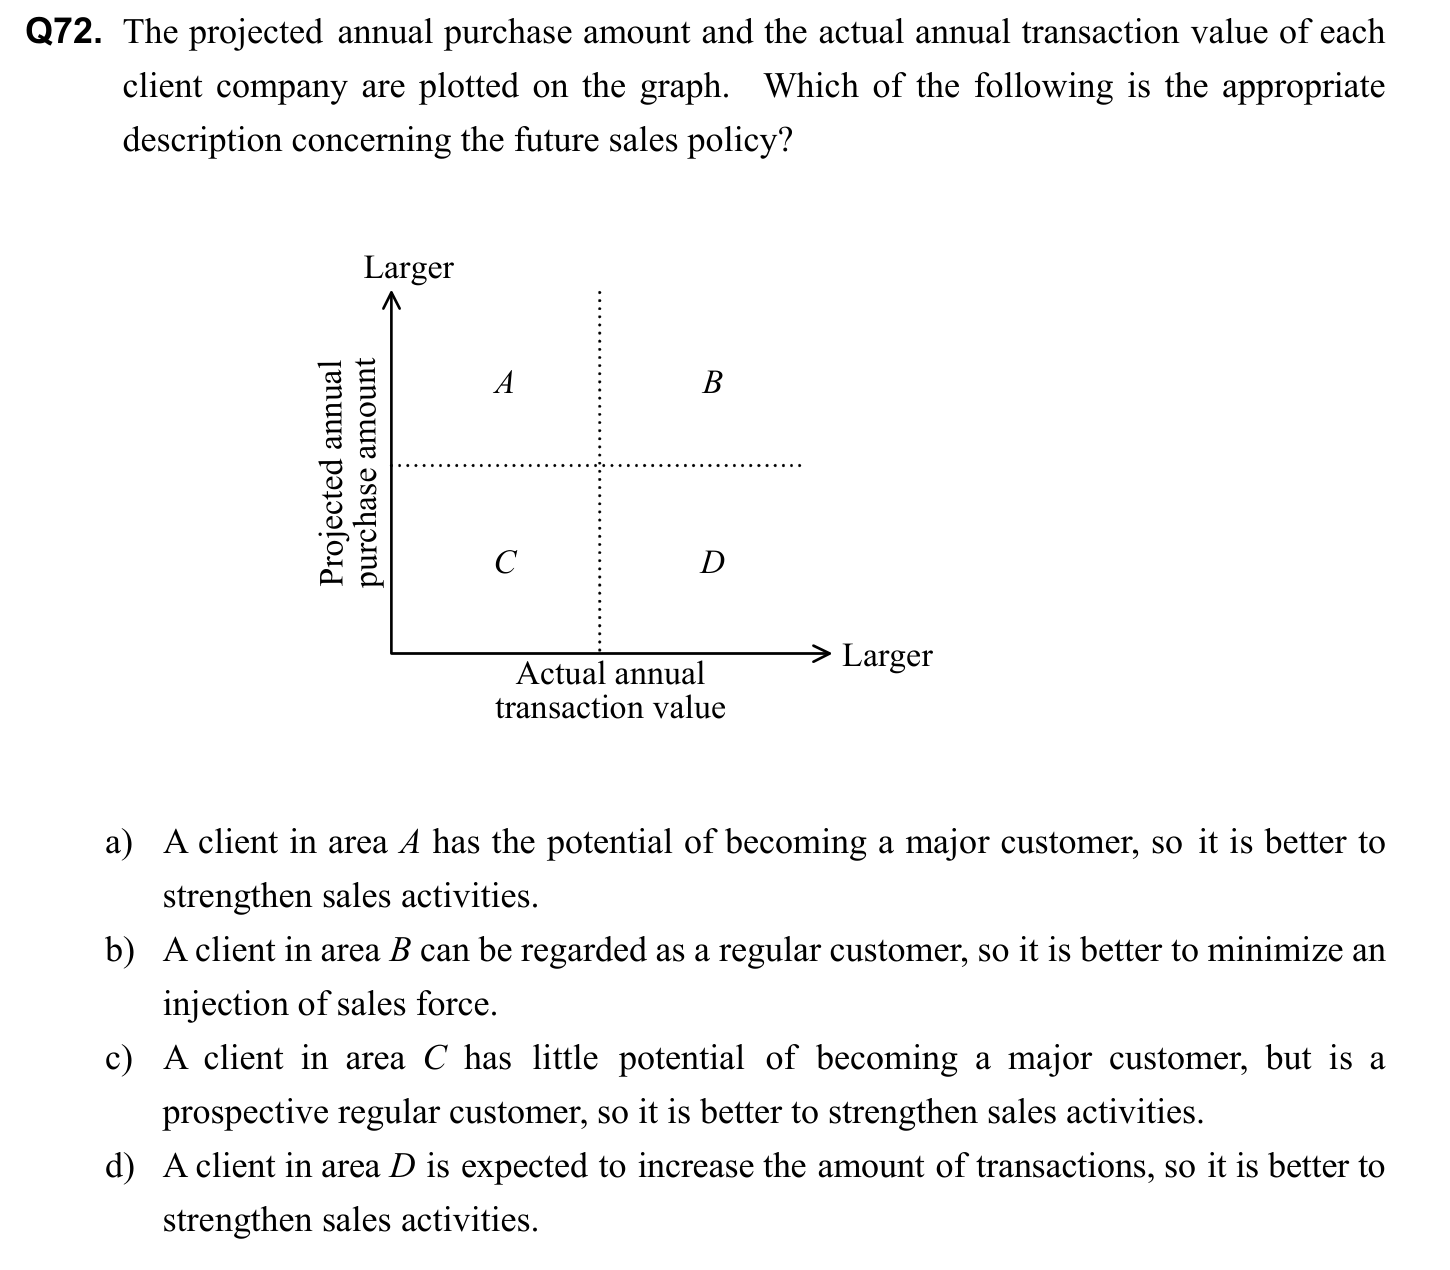 Q72. The projected annual purchase amount and the actual annual transaction value of each
client company are plotted on the graph. Which of the following is the appropriate
description concerning the future sales policy?
Larger
Projected annual
purchase amount
A
B
C
D
Larger
Actual annual
transaction value
a) A client in area A has the potential of becoming a major customer, so it is better to
strengthen sales activities.
b) A client in area B can be regarded as a regular customer, so it is better to minimize an
injection of sales force.
c) A client in area C has little potential of becoming a major customer, but is a
prospective regular customer, so it is better to strengthen sales activities.
d) A client in area D is expected to increase the amount of transactions, so it is better to
strengthen sales activities.